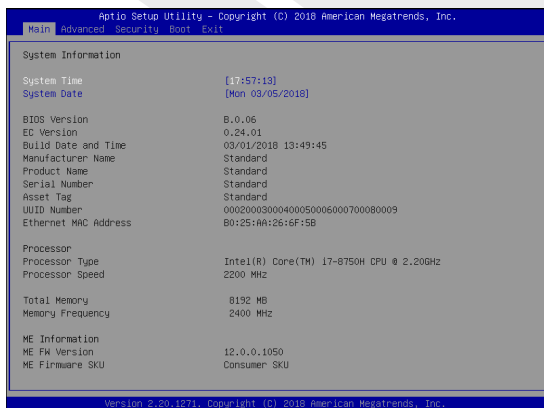 Aptio Setup Utility – Copyright (C) 2018 American Megatrends, Inc.
Main Advanced Security Boot Exit
System Information
System Time [17:57:13]
System Date [Mon 03/05/2018]
BIOS Version B.0.06
EC Version 0.24.01
Build Date and Time 03/01/2018 13:49:45
Manufacturer Name Standard
Product Name Standard
Serial Number Standard
Asset Tag Standard
UUID Number 00020003000400050006000700080009
Ethernet MAC Address B0:25:AA:26:6F:5B
Processor
Processor Type Intel(R) Core(TM) i7-8750H CPU @ 2.20GHz
Processor Speed 2200 MHz
Total Memory 8192 MB
Memory Frequency 2400 MHz
ME Information
ME FW Version 12.0.0.1050
ME Firmware SKU Consumer SKU
Version 2.20.1271. Copyright (C) 2018 American Megatrends, Inc.